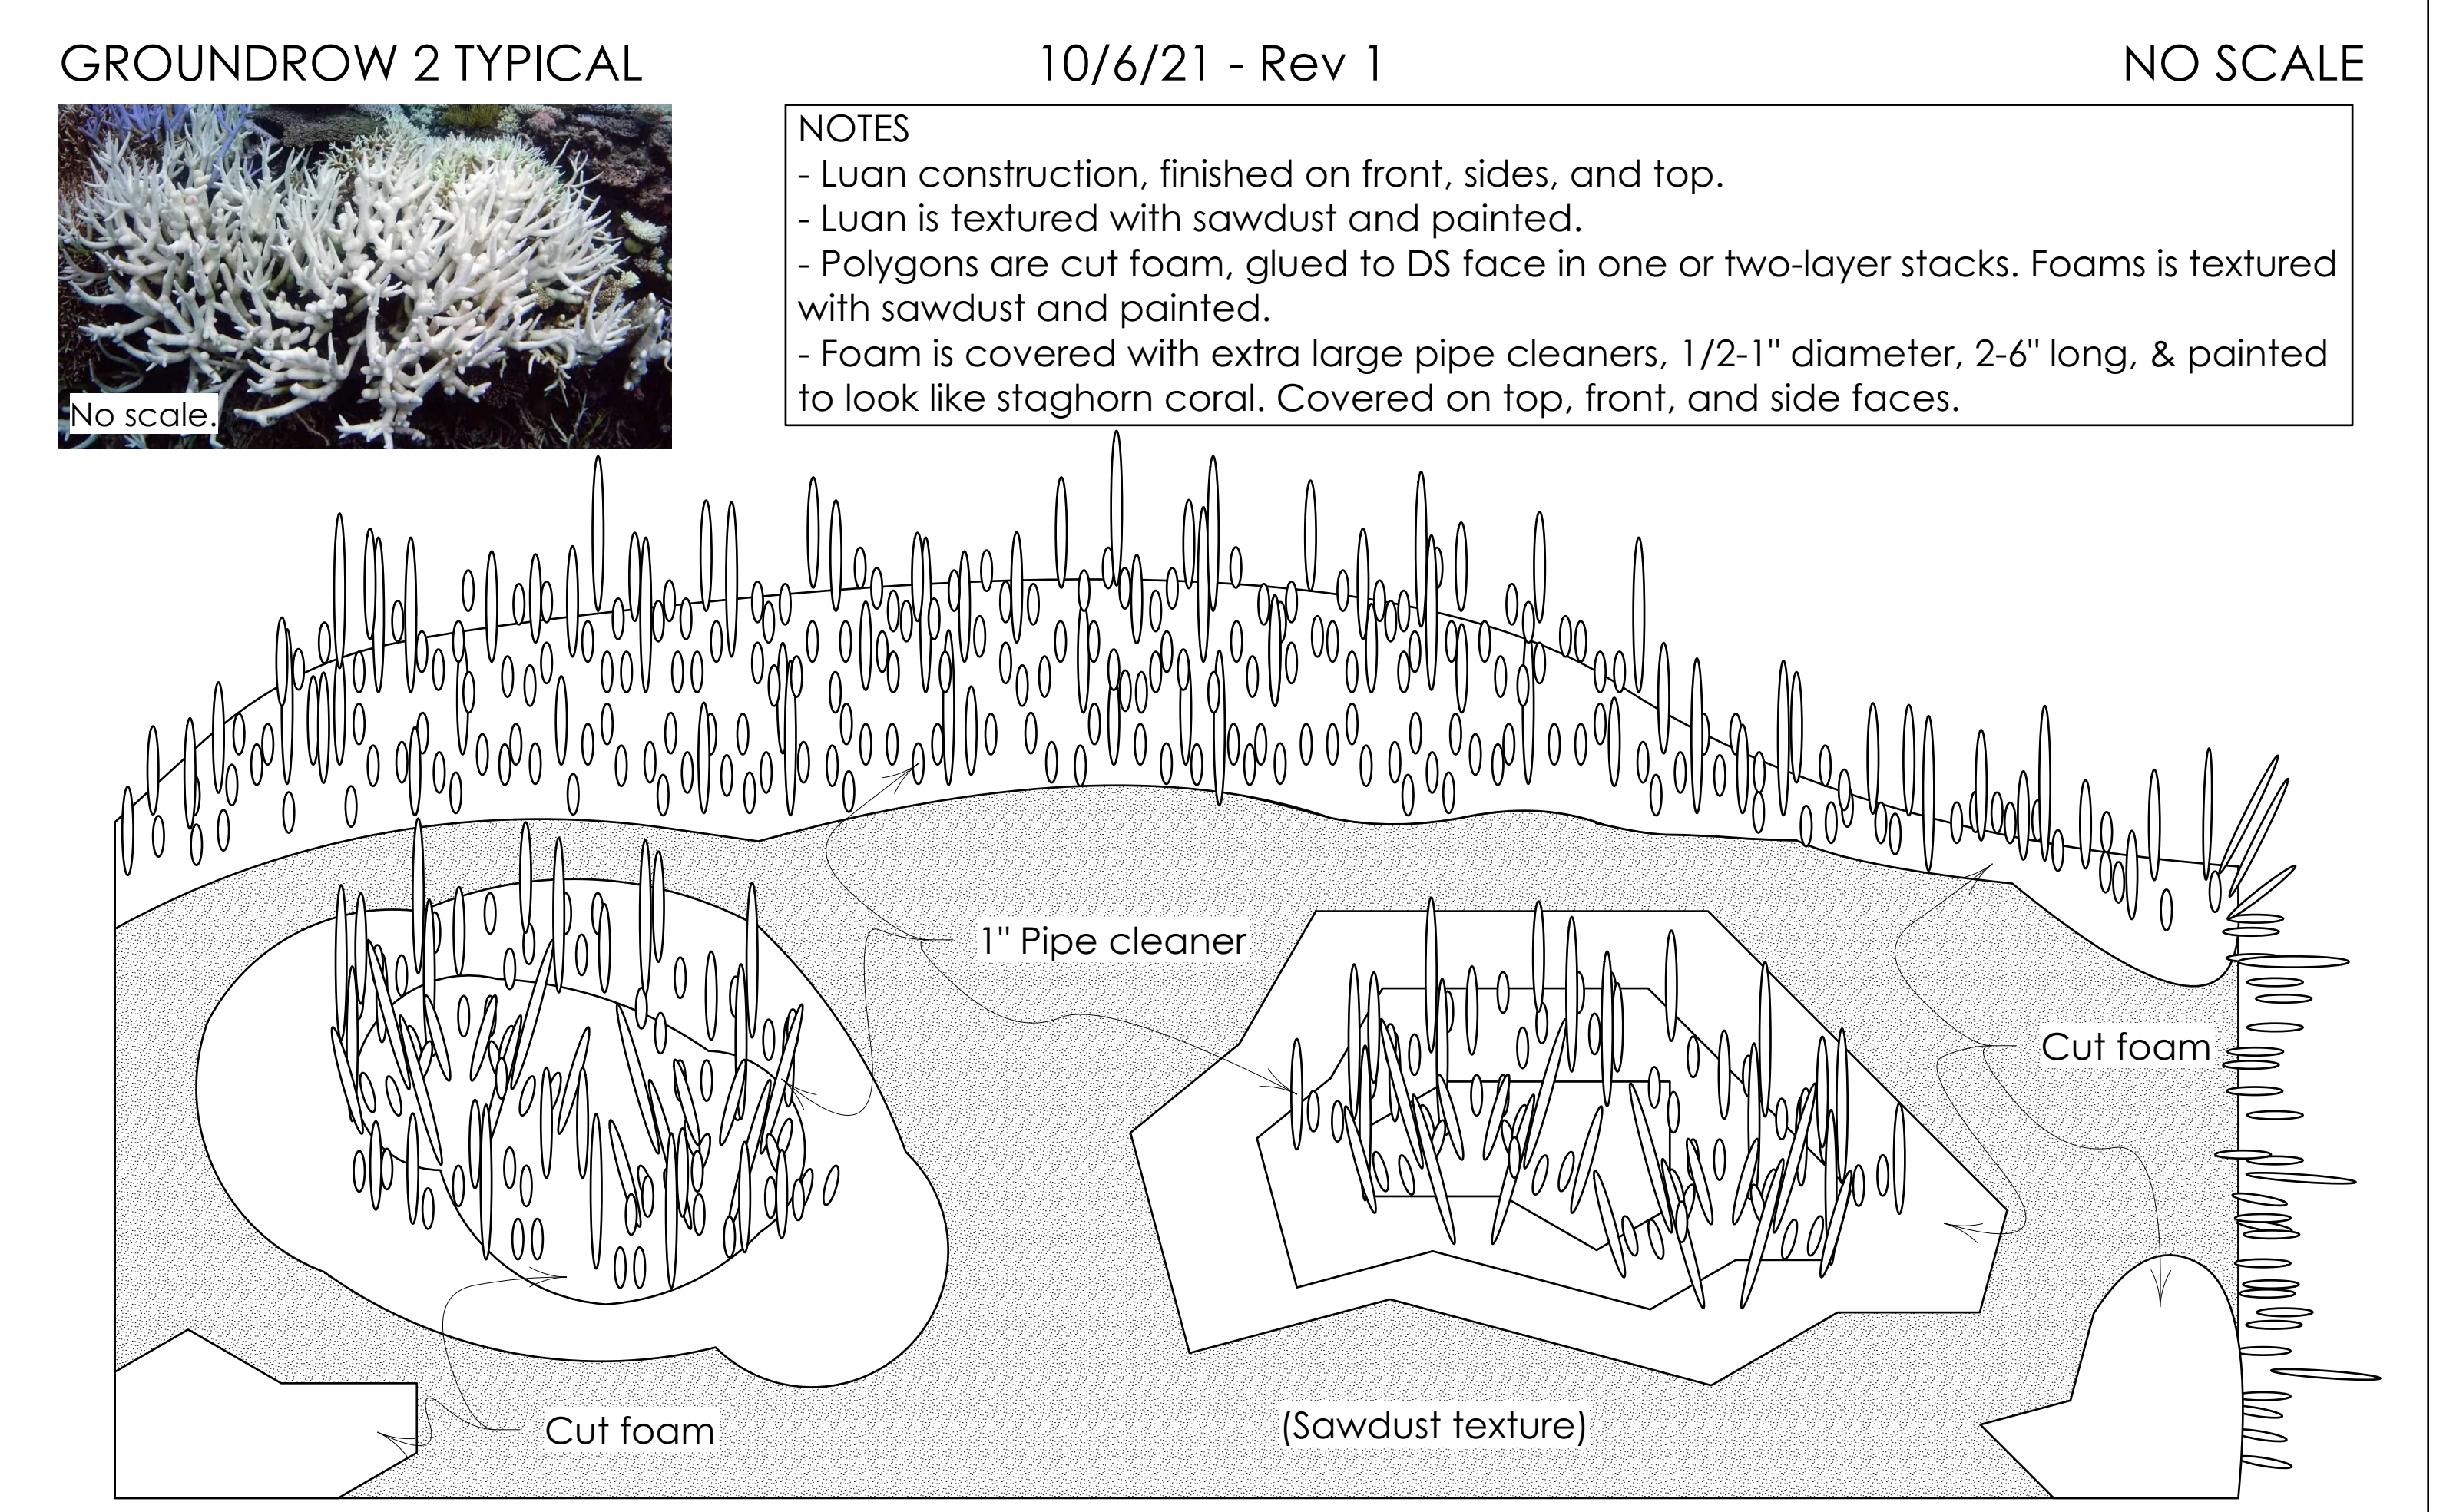 GROUNDROW 2 TYPICAL
10/6/21 - Rev 1
NO SCALE
No scale.
NOTES
- Luan construction, finished on front, sides, and top.
- Luan is textured with sawdust and painted.
- Polygons are cut foam, glued to DS face in one or two-layer stacks. Foams is textured
with sawdust and painted.
- Foam is covered with extra large pipe cleaners, 1/2-1" diameter, 2-6" long, & painted
to look like staghorn coral. Covered on top, front, and side faces.
1" Pipe cleaner
Cut foam
Cut foam
(Sawdust texture)